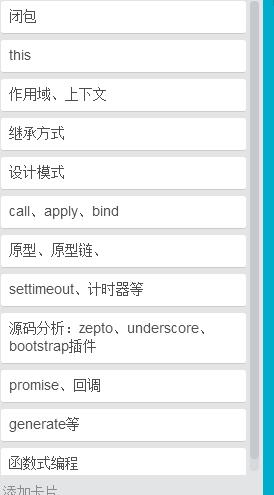 闭包
this
作用域、上下文
继承方式
设计模式
call、apply、bind
原型、原型链、
settimeout、计时器等
源码分析：zepto、underscore、
bootstrap插件
promise、回调
generate等
函数式编程
添加卡片